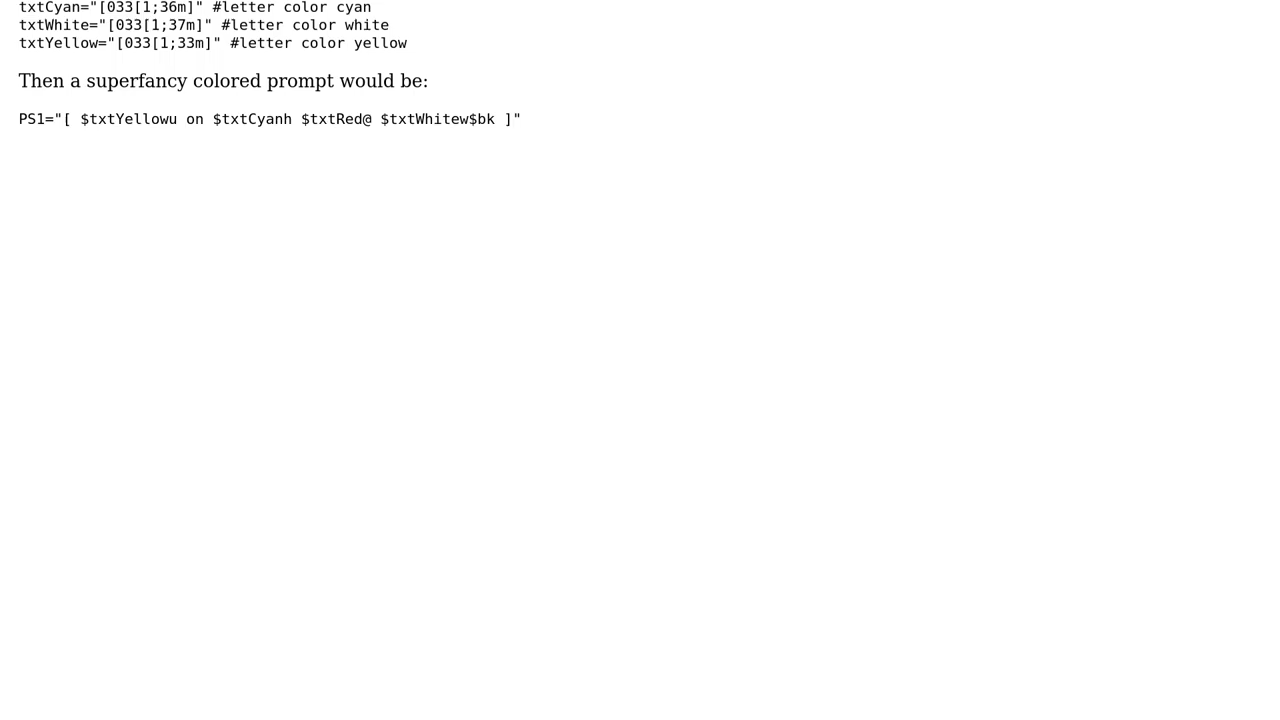 txtCyan="[033[1;36m]" #letter color cyan
txtWhite="[033[1;37m]" #letter color white
txtYellow="[033[1;33m]" #letter color yellow
Then a superfancy colored prompt would be:
PS1="[ $txtYellowu on $txtCyanh $txtRed@ $txtWhitew$bk ]"